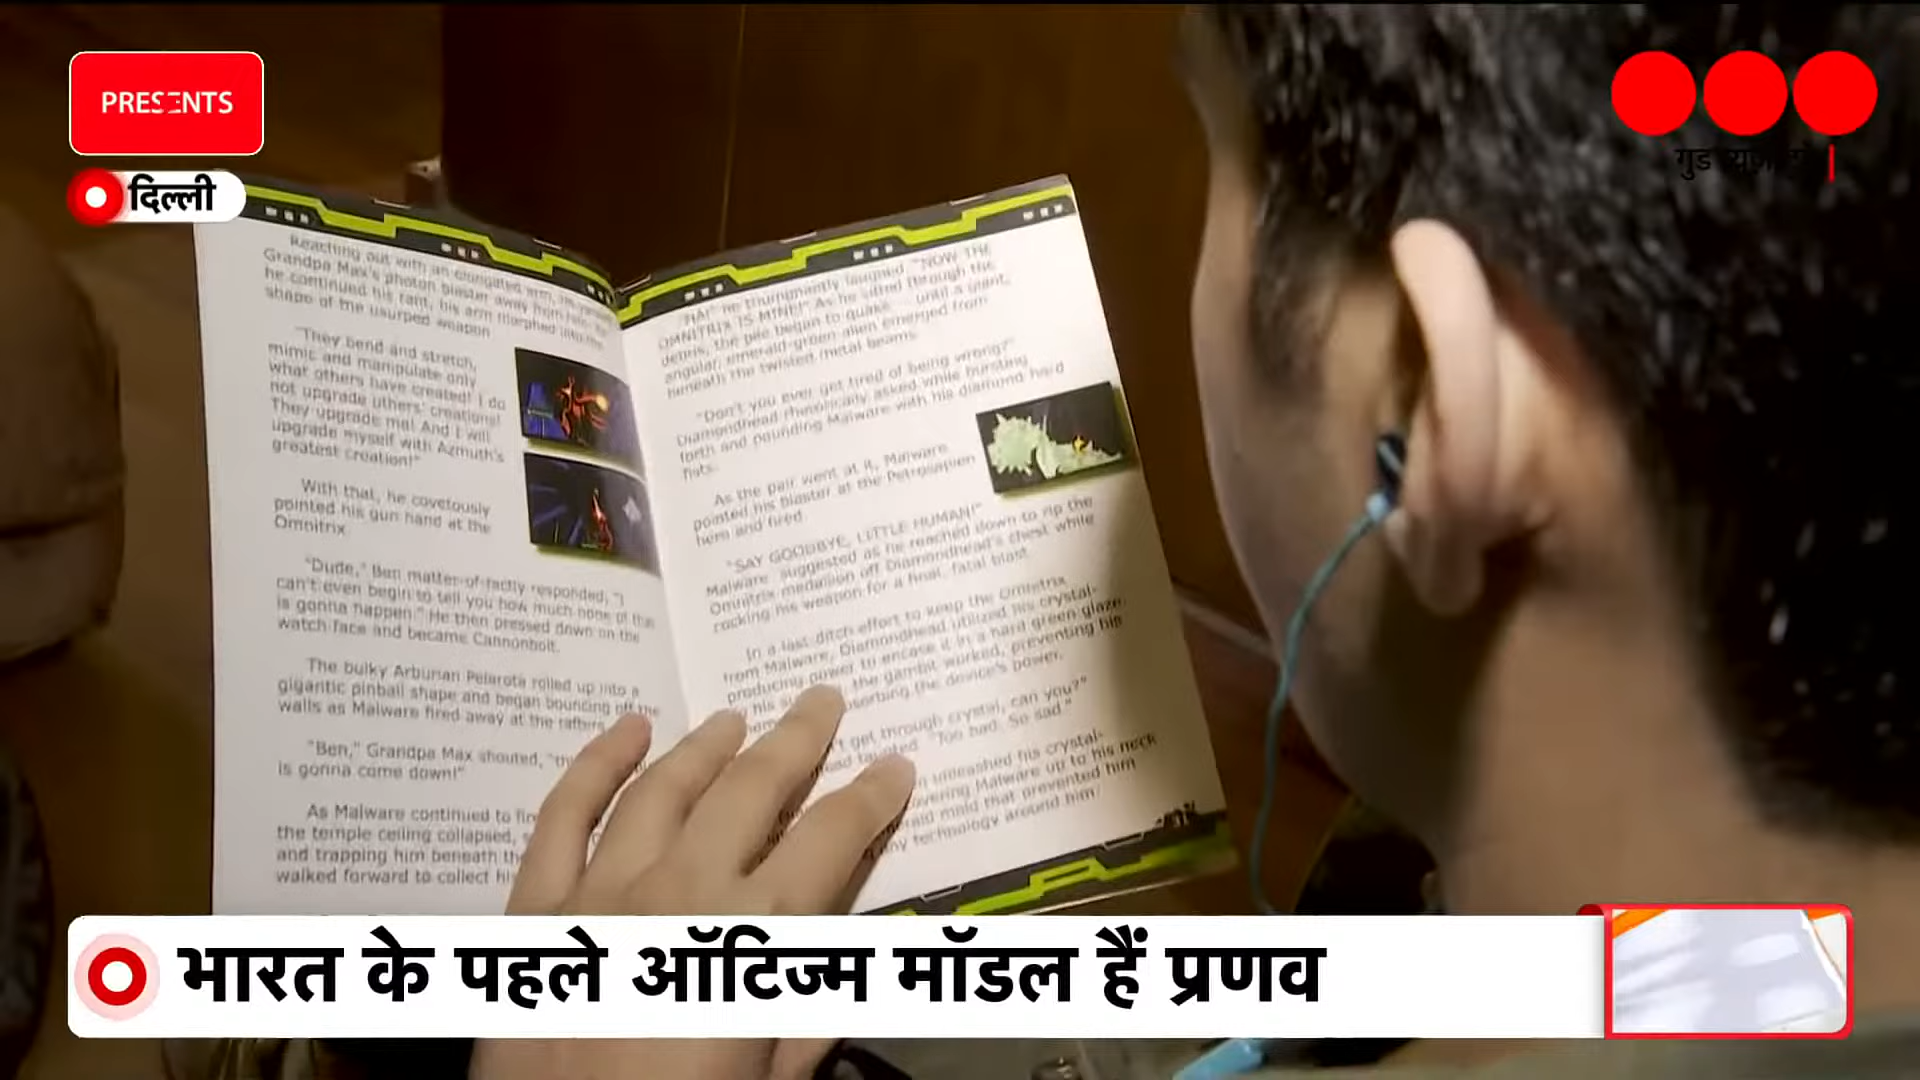 PRESENTS
दिल्ली
गुड
Reaching out with an elongated arm, he
Grandpa Max's photon blaster away from him. As
he continued his rant, his arm morphed into the
shape of the usurped weapon
"They bend and stretch,
mimic and manipulate only
what others have created! I do
not upgrade others' creations!
They upgrade me! And I will
upgrade myself with Azmuth's
greatest creation!"
With that, he covetously
pointed his gun hand at the
Omnitrix
"Dude," Ben matter-of-factly responded, "I
can't even begin to tell you how much none of this
is gonna happen." He then pressed down on the
watch face and became Cannonbolt.
The bulky Arburian Pelarota rolled up into a
gigantic pinball shape and began bouncing off the
walls as Malware fired away at the rafters
"Ben," Grandpa Max shouted,
is gonna come down!"
As Malware continued to
the temple ceiling collapsed,
and trapping him beneath
walked forward to collect
"HA!" he triumphantly laughed. "NOW THE
OMNITRIX IS MINE!" As he sifted through the
debris, the pile began to quake until a giant,
angular, emerald-green alien emerged from
beneath the twisted metal beams
"Don't you ever get tired of being wrong?"
Diamondhead rhetorically asked while bursting
forth and pounding Malware with his diamond hard
fists.
As the pair went at it, Malware
pointed his blaster at the Petrosapien
hero and fired.
"SAY GOODBYE, LITTLE HUMAN!"
Malware suggested as he reached down to rip the
Omnitrix medallion off Diamondhead's chest while
rocking his weapon for a final, fatal blast.
In a last ditch effort to keep the Omnitrix
from Malware, Diamondhead utilized his crystal-
producing power to encase it in a hard green glaze.
the gambit worked, preventing him
absorbing the device's power.
get through crystal, can you?"
taunted "Too bad. So sad."
unleashed his crystal-
covering Malware up to his neck
mold that prevented him
any technology around him
भारत के पहले ऑटिज्म मॉडल हैं प्रणव